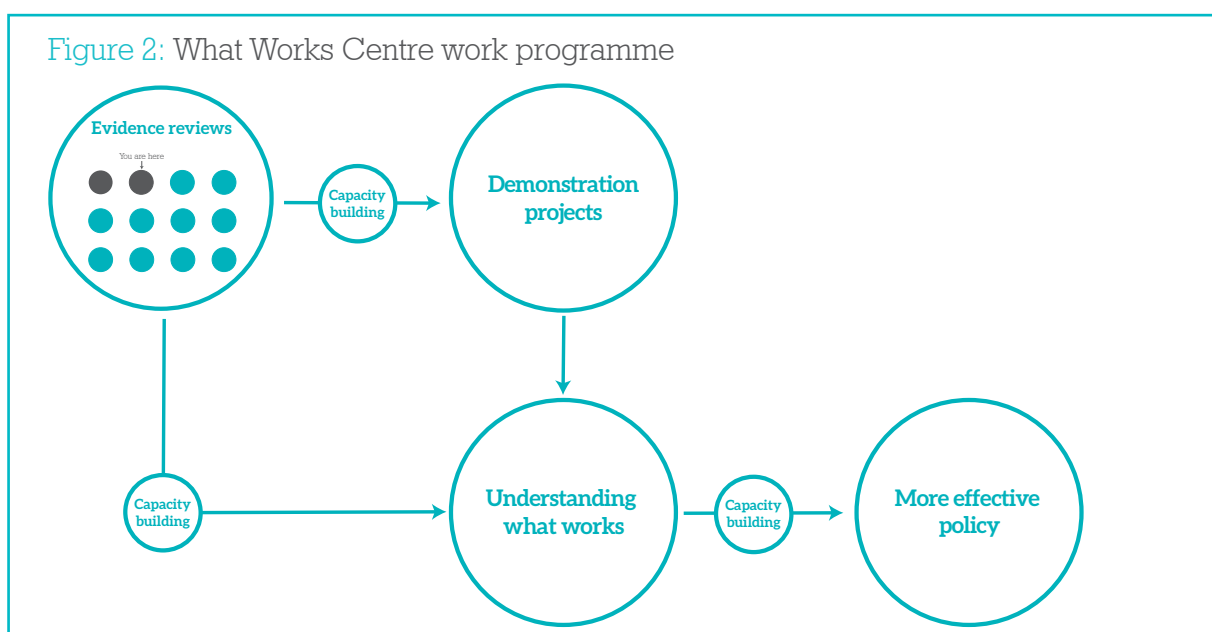 Figure 2: What Works Centre work programme
Evidence reviews
You are here
Capacity
building
Demonstration
projects
Capacity
building
Understanding
what works
Capacity
building
More effective
policy